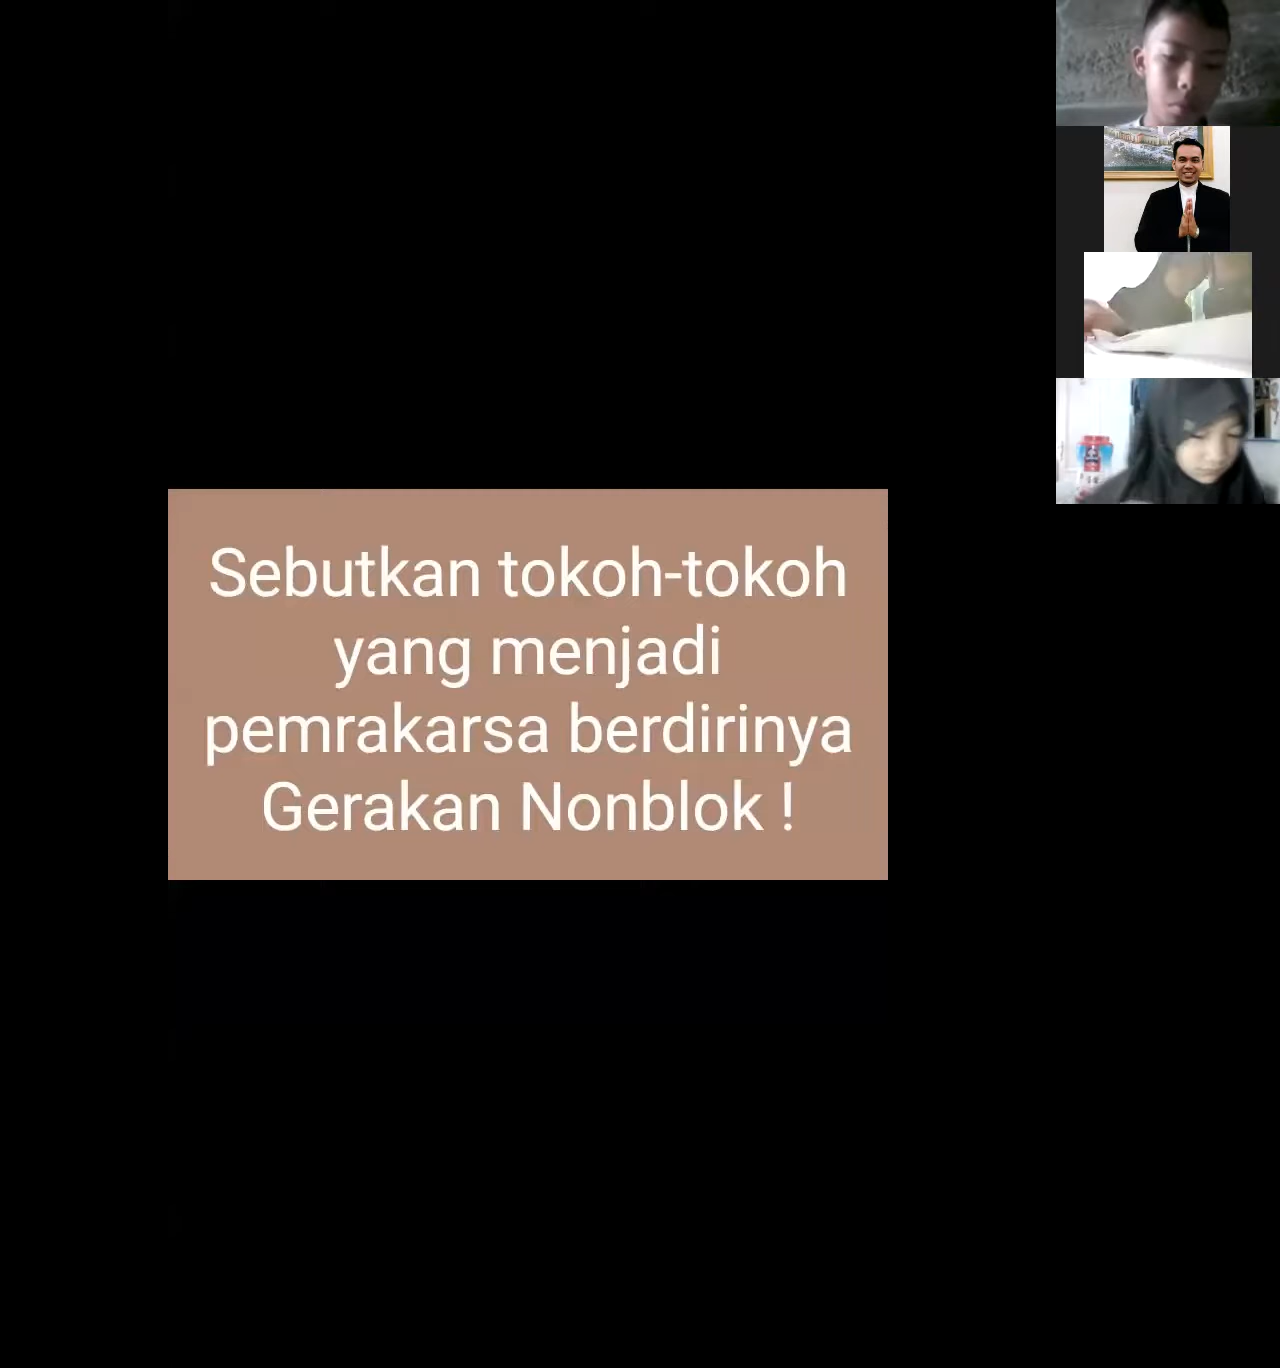 Sebutkan tokoh-tokoh
yang menjadi
pemrakarsa berdirinya
Gerakan Nonblok !